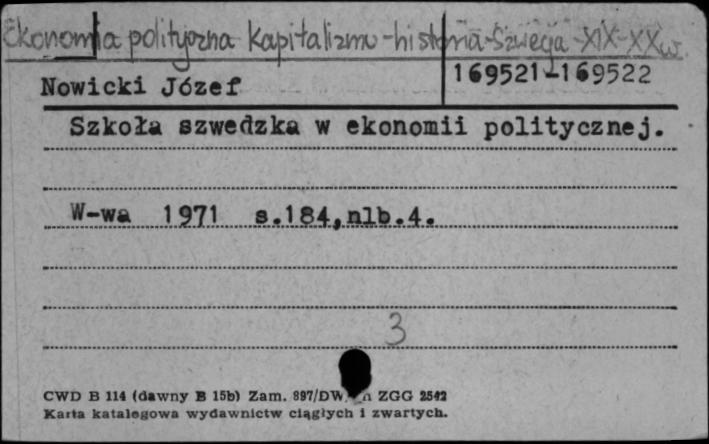 Ekonomia polityczna kapitalizmu-historia-Szwecja-XIX-XXw.
169521-169522
Nowicki Józef
Szkoła szwedzka w ekonomii politycznej.
W-wa 1971 s.184,nlb.4.
3
CWD B 114 (dawny B 15b) Zam. 897/DW ZGG 2542
Karta katalogowa wydawnictw ciągłych i zwartych.